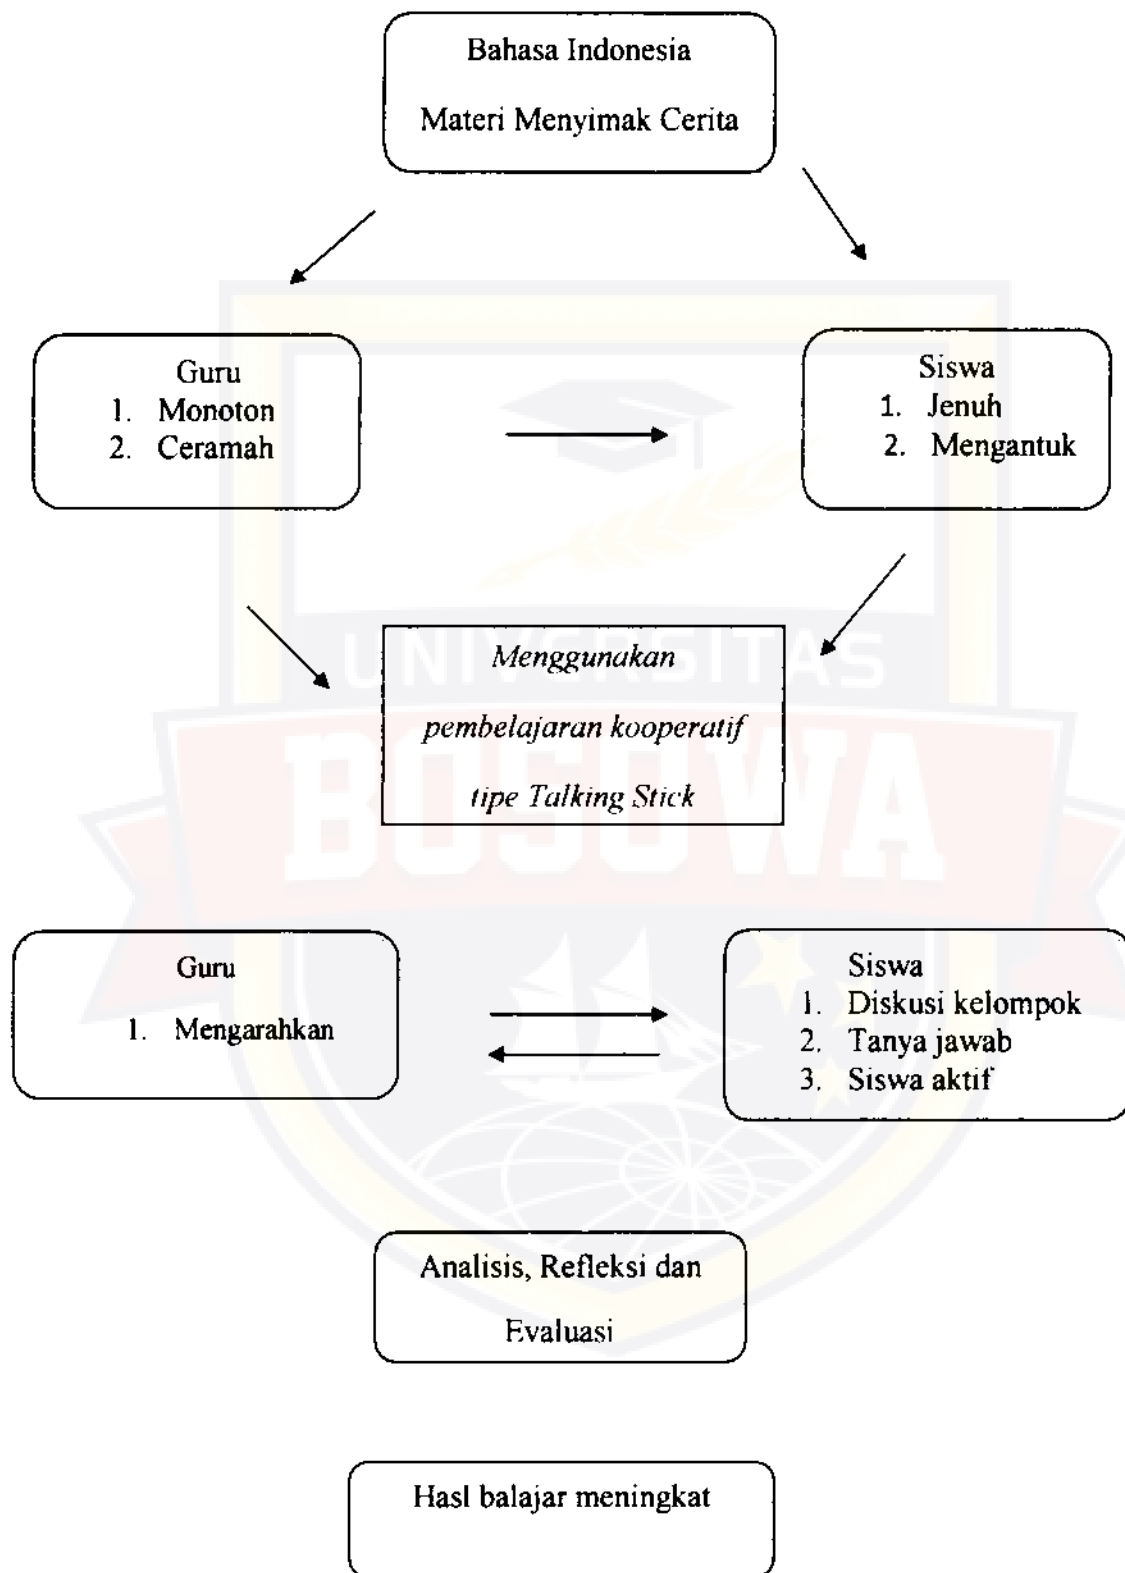 Bahasa Indonesia
Materi Menyimak Cerita
Guru
1. Monoton
2. Ceramah
Siswa
1. Jenuh
2. Mengantuk
UNIVERSITAS
BOSOWA
Menggunakan
pembelajaran kooperatif
tipe Talking Stick
Guru
1. Mengarahkan
Siswa
1. Diskusi kelompok
2. Tanya jawab
3. Siswa aktif
Analisis, Refleksi dan
Evaluasi
Hasl balajar meningkat